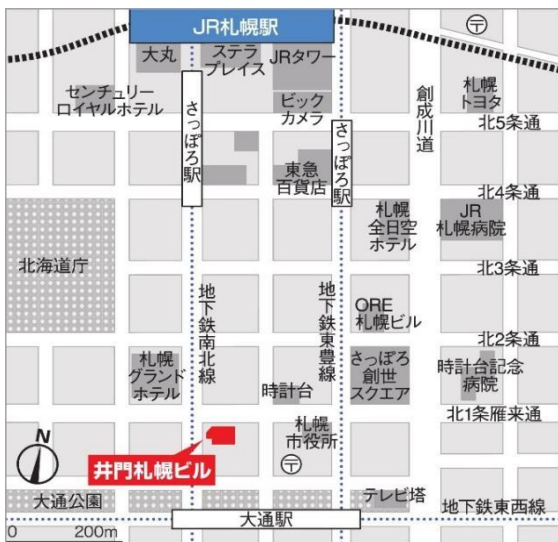 JR札幌駅
〒
大丸
ステラ
プレイス
JRタワー
センチュリー
ロイヤルホテル
さっぽろ駅
ビック
カメラ
さっぽろ駅
創成川道
札幌
トヨタ
北5条通
東急
百貨店
北4条通
札幌
全日空
ホテル
JR
札幌病院
北海道庁
北3条通
地下鉄南北線
地下鉄東豊線
ORE
札幌ビル
北2条通
札幌
グランド
ホテル
時計台
さっぽろ
創世
スクエア
時計台記念
病院
北1条雁来通
N
井門札幌ビル
札幌
市役所
〒
大通公園
テレビ塔
地下鉄東西線
大通駅
0 200m